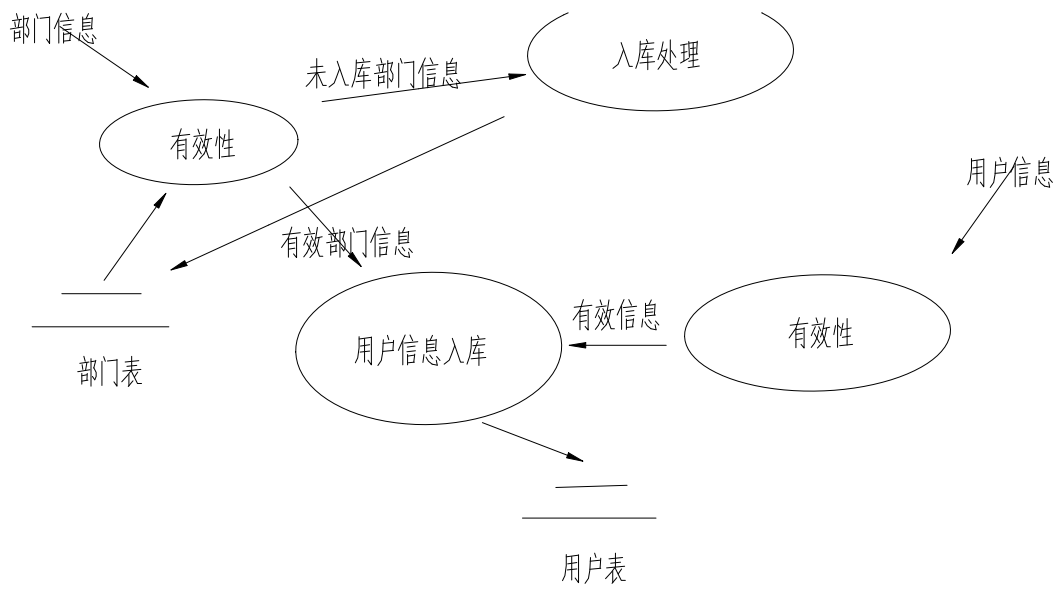 部门信息
入库处理
未入库部门信息
有效性
用户信息
有效部门信息
有效信息
有效性
用户信息入库
部门表
用户表